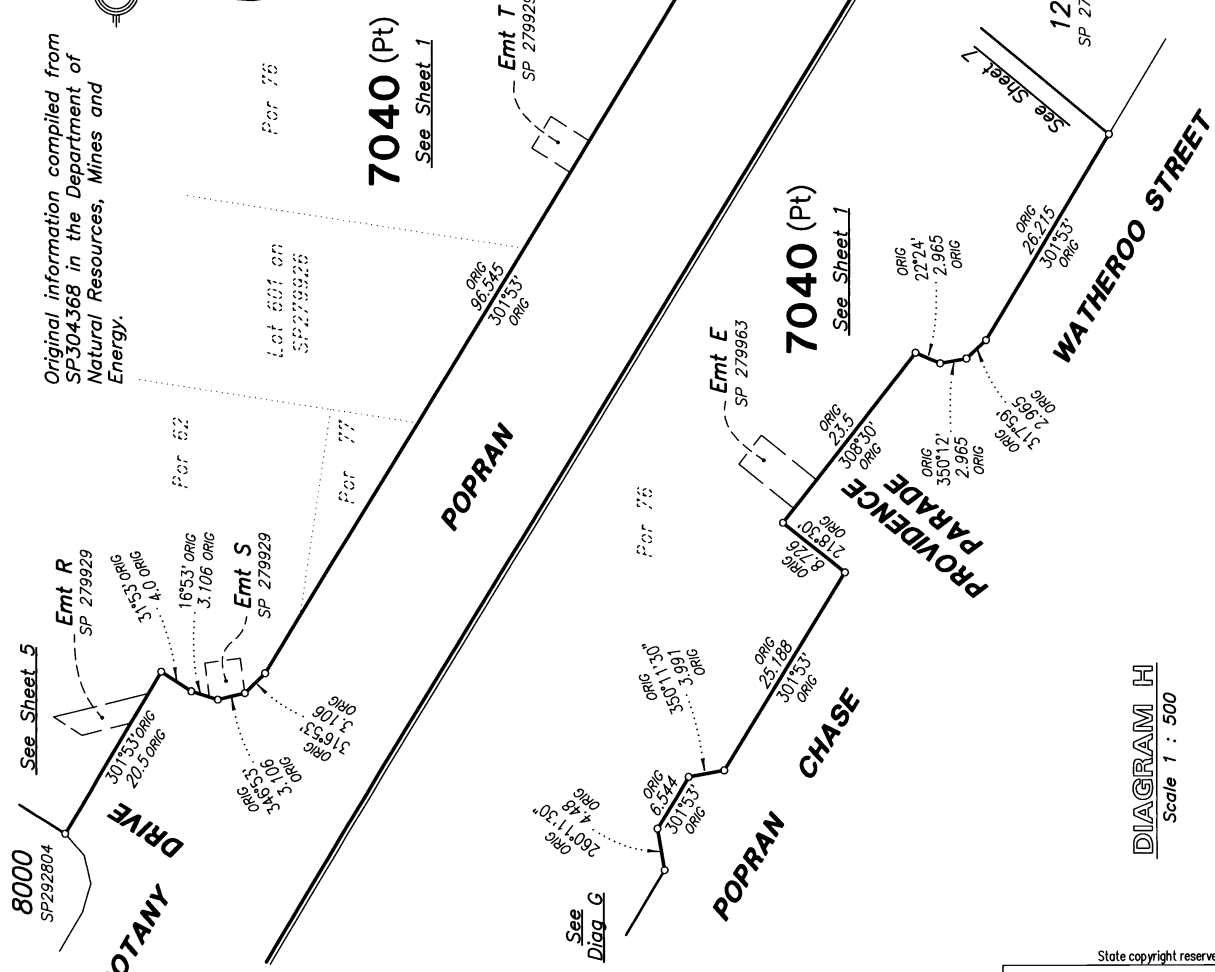 Original information compiled from
SP304368 in the Department of
Natural Resources, Mines and
Energy.
Por 76
7040 (Pt)
See Sheet 1
Emt T
SP 279929
Lot 601 on
SP279926
Por 62
Por 77
ORIG
96.545
301°53'
ORIG
POPRAN
See Sheet 5
Emt R
SP 279929
31°53' ORIG
4.0 ORIG
16°53' ORIG
3.106 ORIG
Emt S
SP 279929
301°53' ORIG
20.5 ORIG
ORIG
346°53'
3.106
ORIG
ORIG
316°53'
3.106
ORIG
8000
SP292804
DRIVE
OTANY
12
SP 27
See Sheet 7
7040 (Pt)
See Sheet 1
WATHEROO STREET
ORIG
26.215
301°53'
ORIG
ORIG
22°24'
2.965
ORIG
ORIG
350°12'
2.965
ORIG
ORIG
317°59'
2.965
ORIG
Emt E
SP 279963
ORIG
23.5
308°30'
ORIG
Por 76
ORIG
8.726
218°30'
ORIG
PROVIDENCE
PARADE
ORIG
25.188
301°53'
ORIG
350°11'30"
3.991
ORIG
ORIG
6.544
301°53'
ORIG
260°11'30"
4.48
ORIG
See
Diag G
POPRAN CHASE
DIAGRAM H
Scale 1 : 500
State copyright reserve